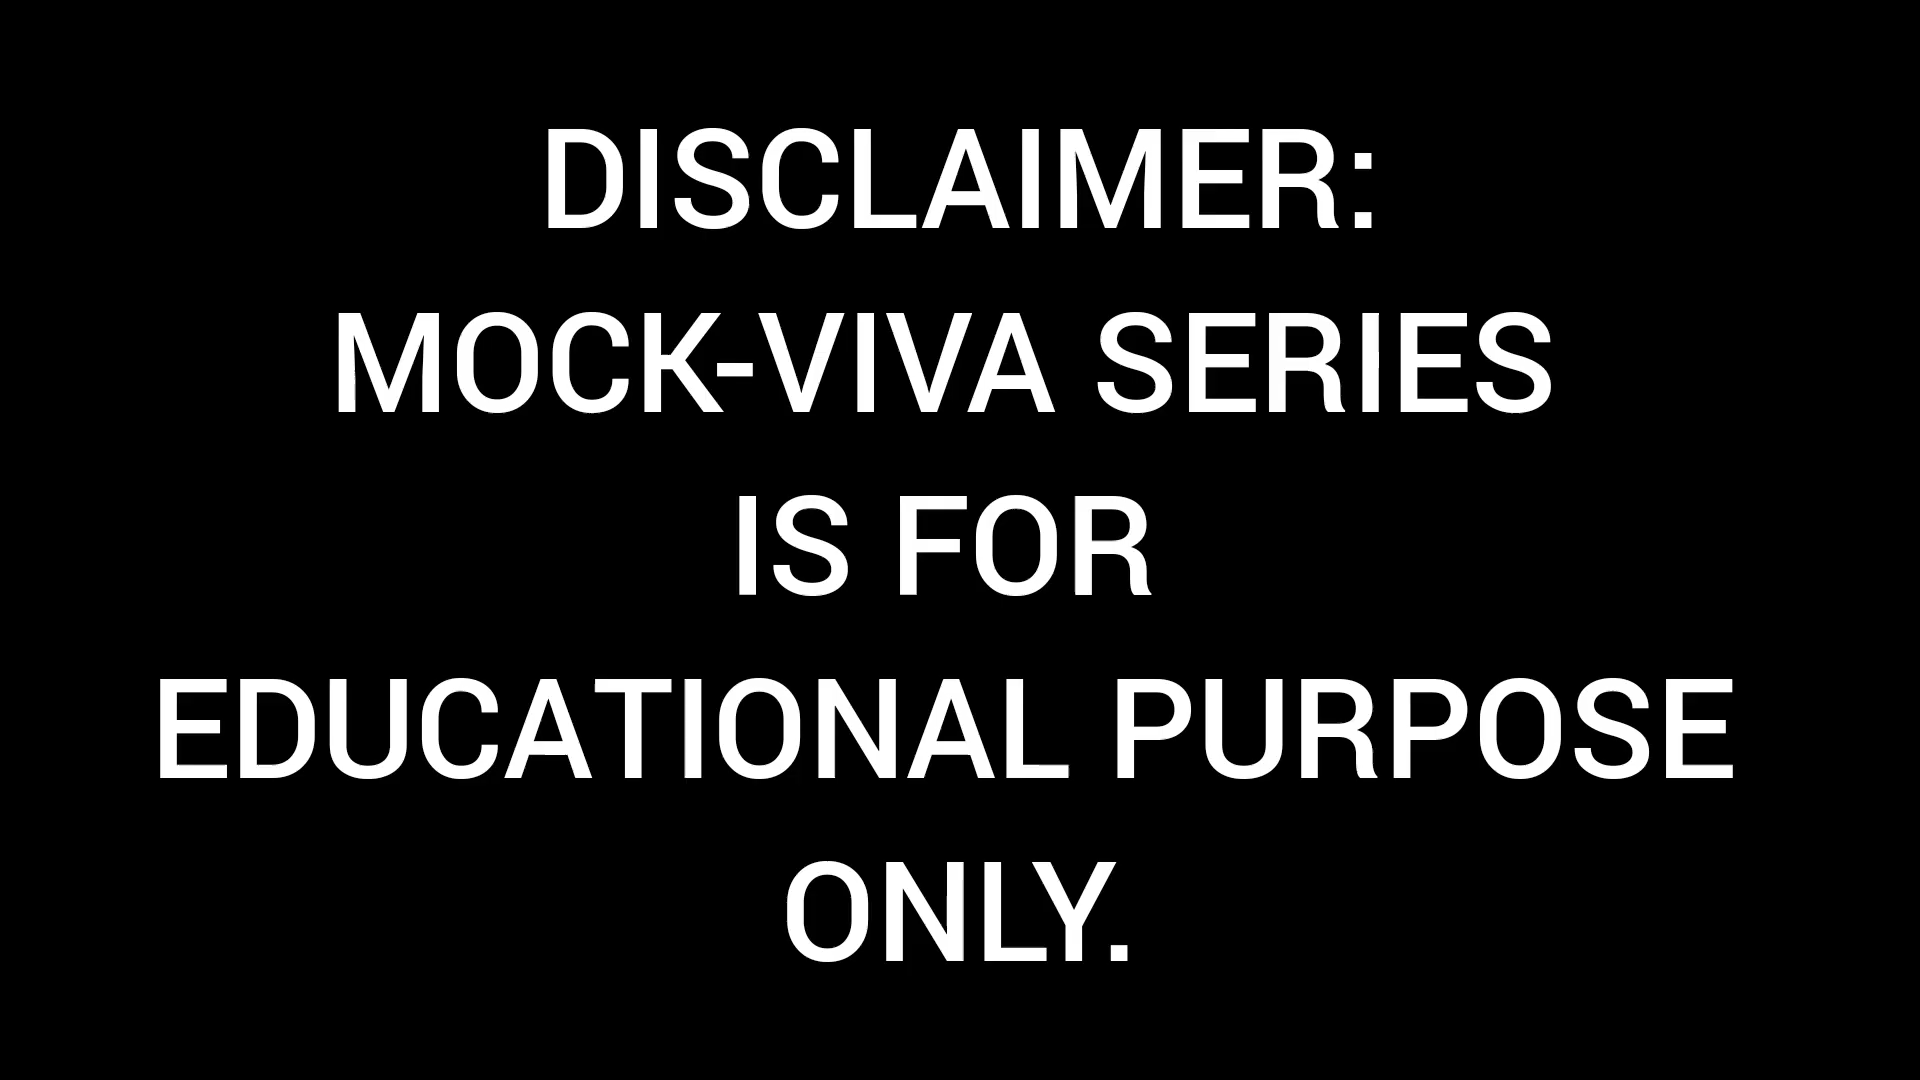 DISCLAIMER:
MOCK-VIVA SERIES
IS FOR
EDUCATIONAL PURPOSE
ONLY.